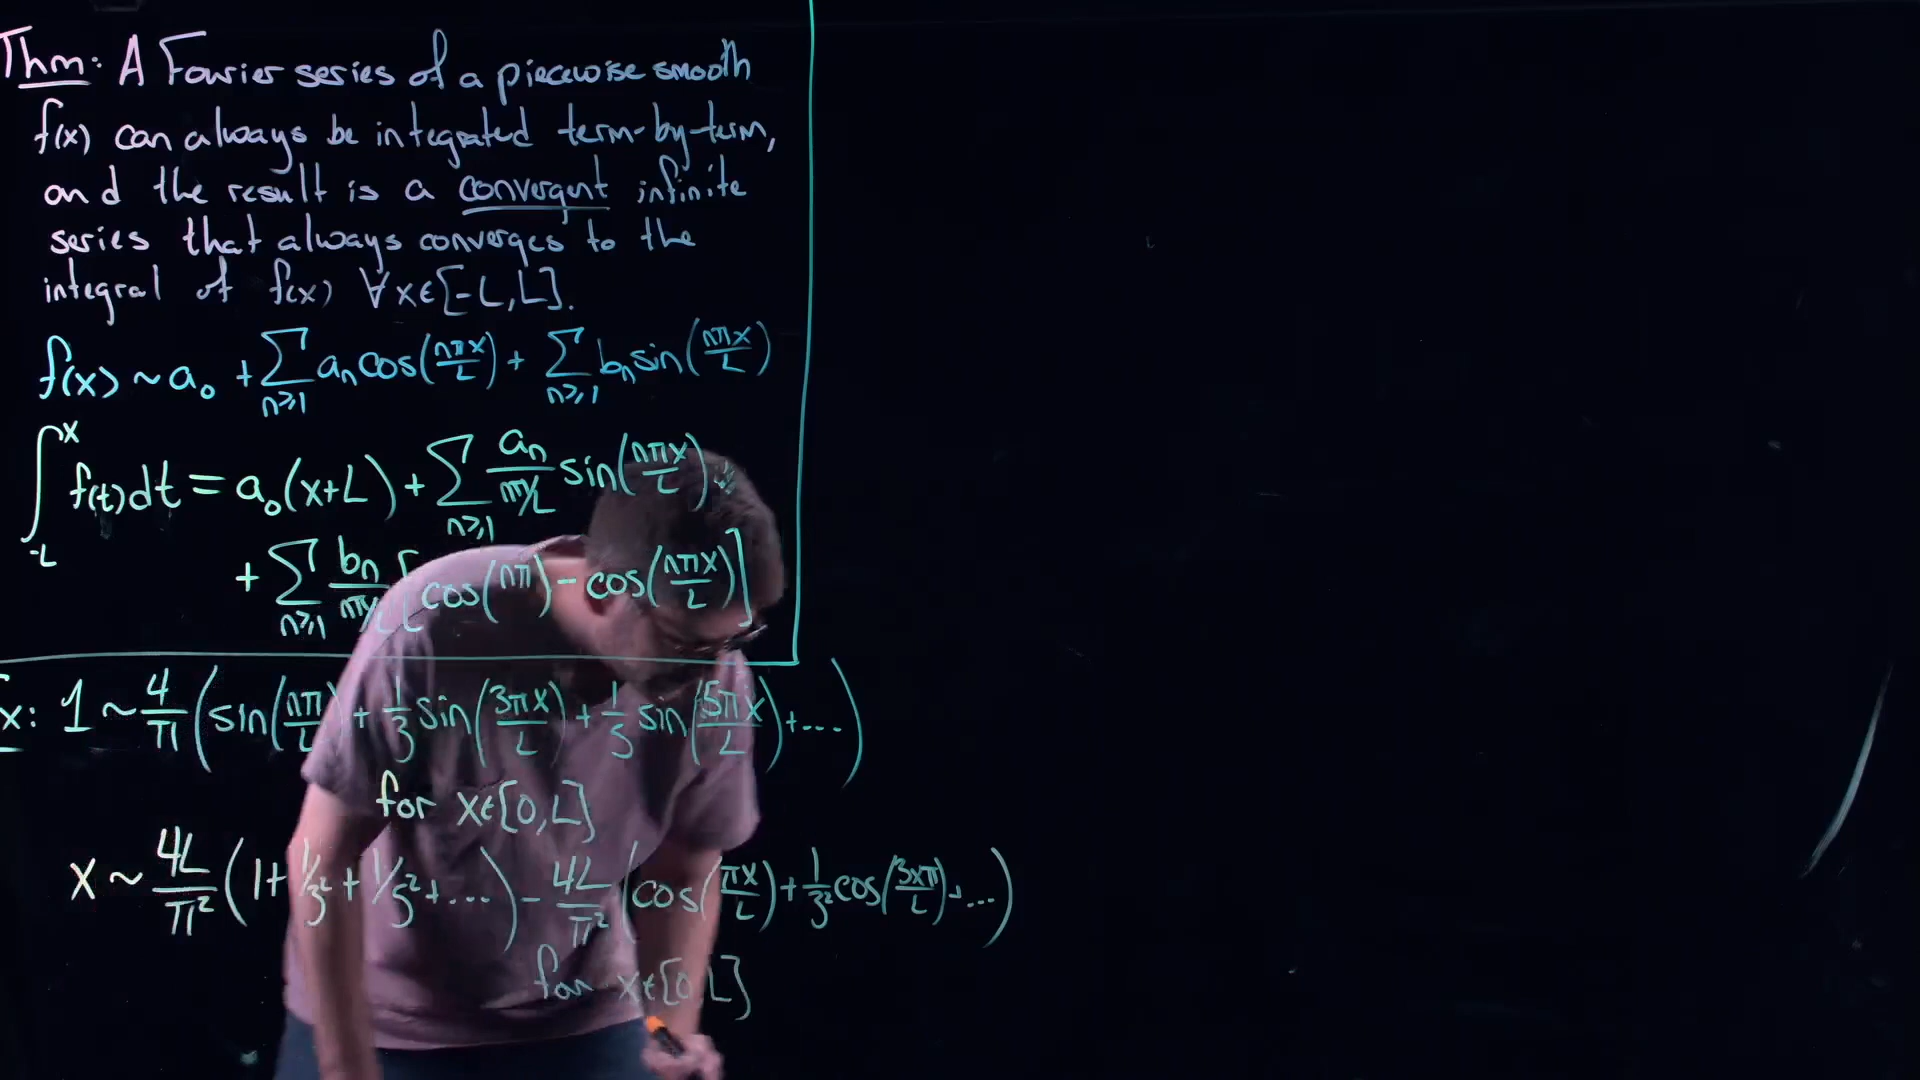 Thm: A Fourier series of a piecewise smooth
f(x) can always be integrated term-by-term,
and the result is a convergent infinite
series that always converges to the
integral of f(x) ∀x∈[-L,L].
f(x) ~ a₀ + ∑_{n≥1} aₙcos(nπx/L) + ∑_{n≥1} bₙsin(nπx/L)
∫_{-L}^{x} f(t)dt = a₀(x+L) + ∑_{n≥1} aₙ/(nπ/L) sin(nπx/L) +
+ ∑_{n≥1} bₙ/(nπ/L) [cos(nπ) - cos(nπx/L)]
x: 1 ~ 4/π (sin(nπ/L) + 1/3 sin(3πx/L) + 1/5 sin(5πx/L) + ....)
for x∈[0,L]
x ~ 4L/π² (1 + 1/3² + 1/5² + ...) - 4L/π² (cos(πx/L) + 1/3² cos(3xπ/L) + ...)
for x∈[0,L]